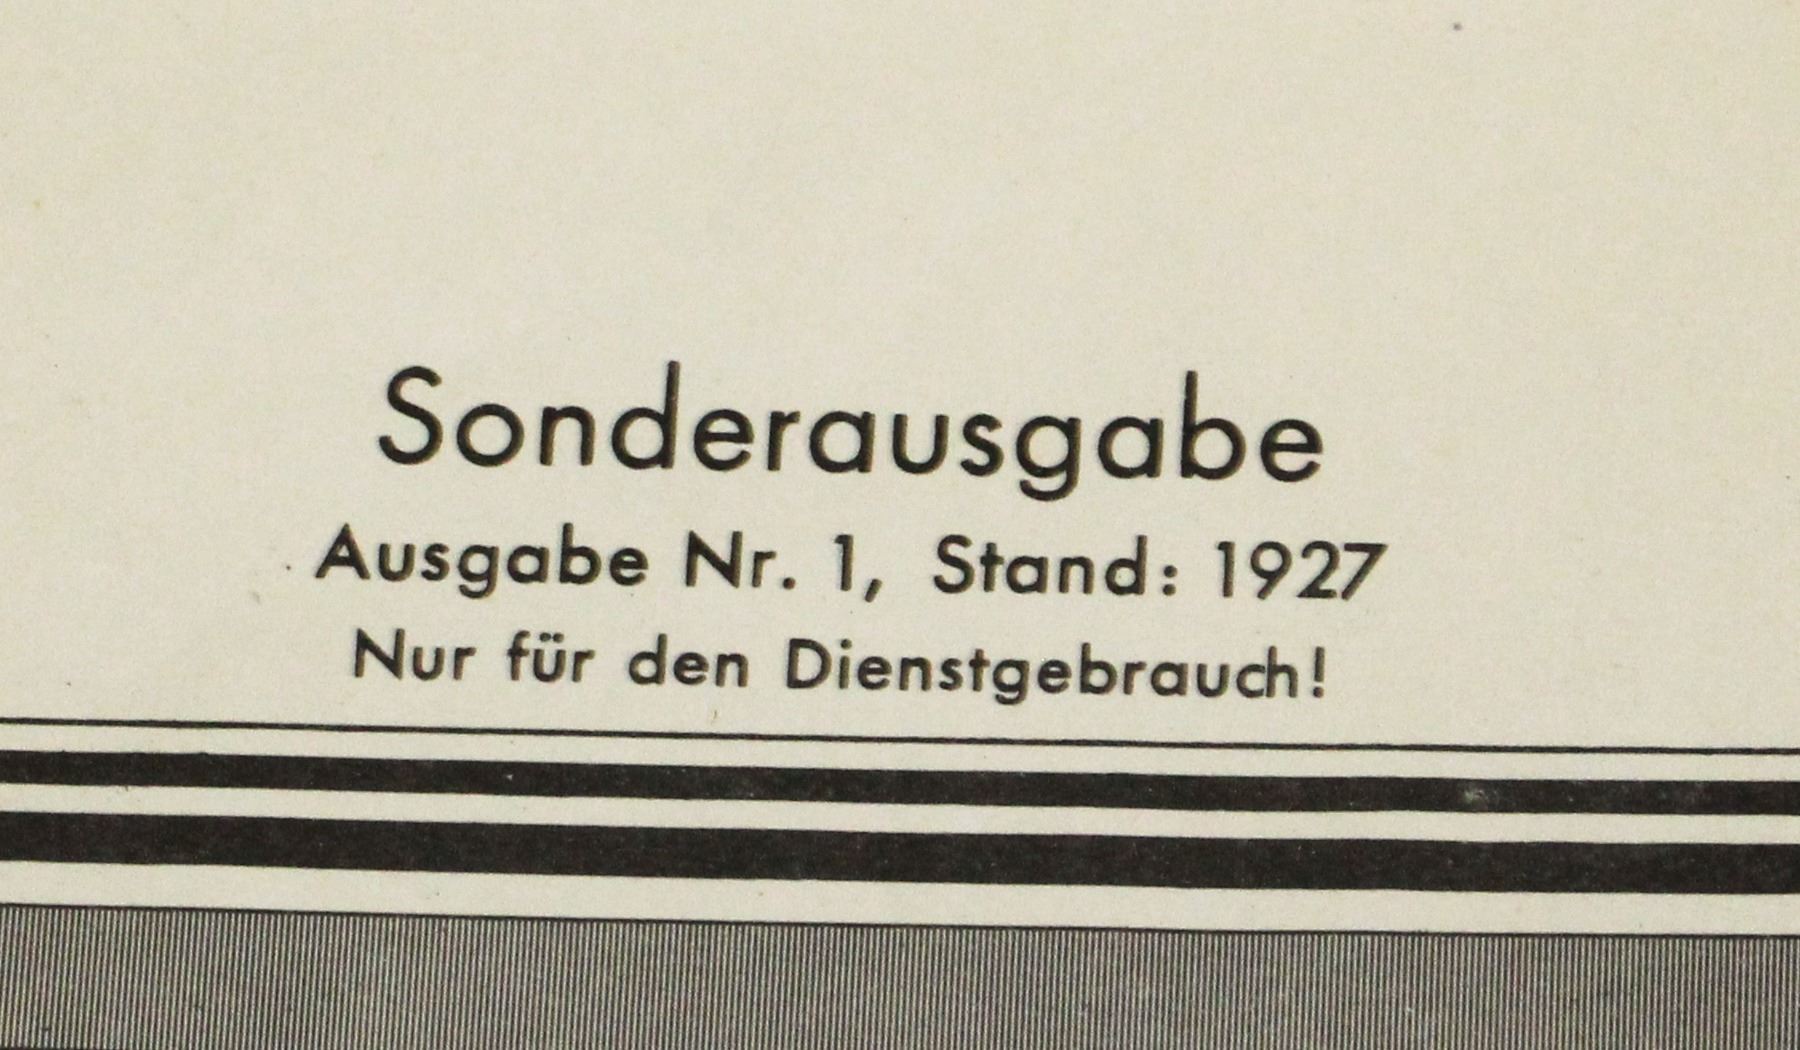 Sonderausgabe
Ausgabe Nr. 1, Stand: 1927
Nur für den Dienstgebrauch!